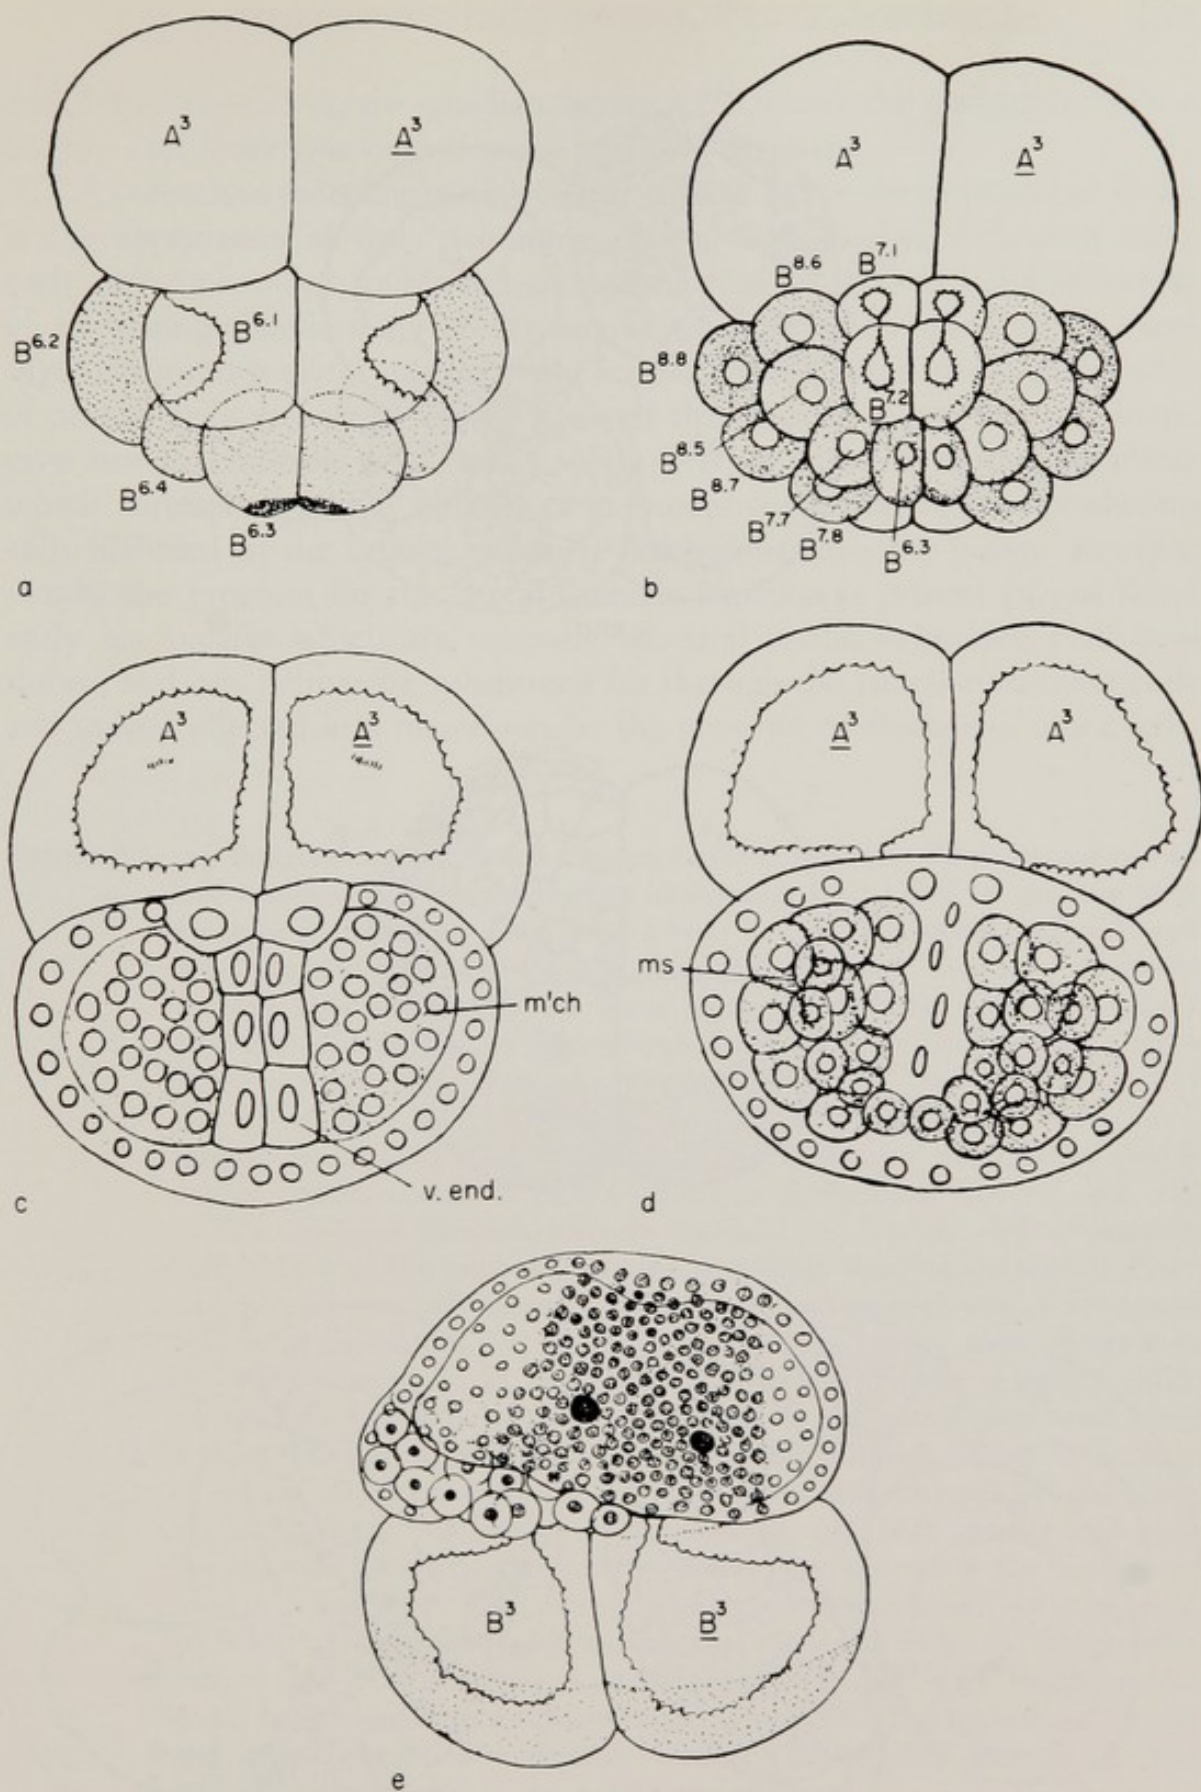 A³ A³
B⁶·² B⁶·¹
B⁶·⁴
B⁶·³
a
A³ A³
B⁸·⁶ B⁷·¹
B⁸·⁸
B⁷·²
B⁸·⁵
B⁸·⁷
B⁷·⁷
B⁷·⁸
B⁶·³
b
A³ A³
m'ch
v. end.
c
A³ A³
ms
d
B³ B³
e